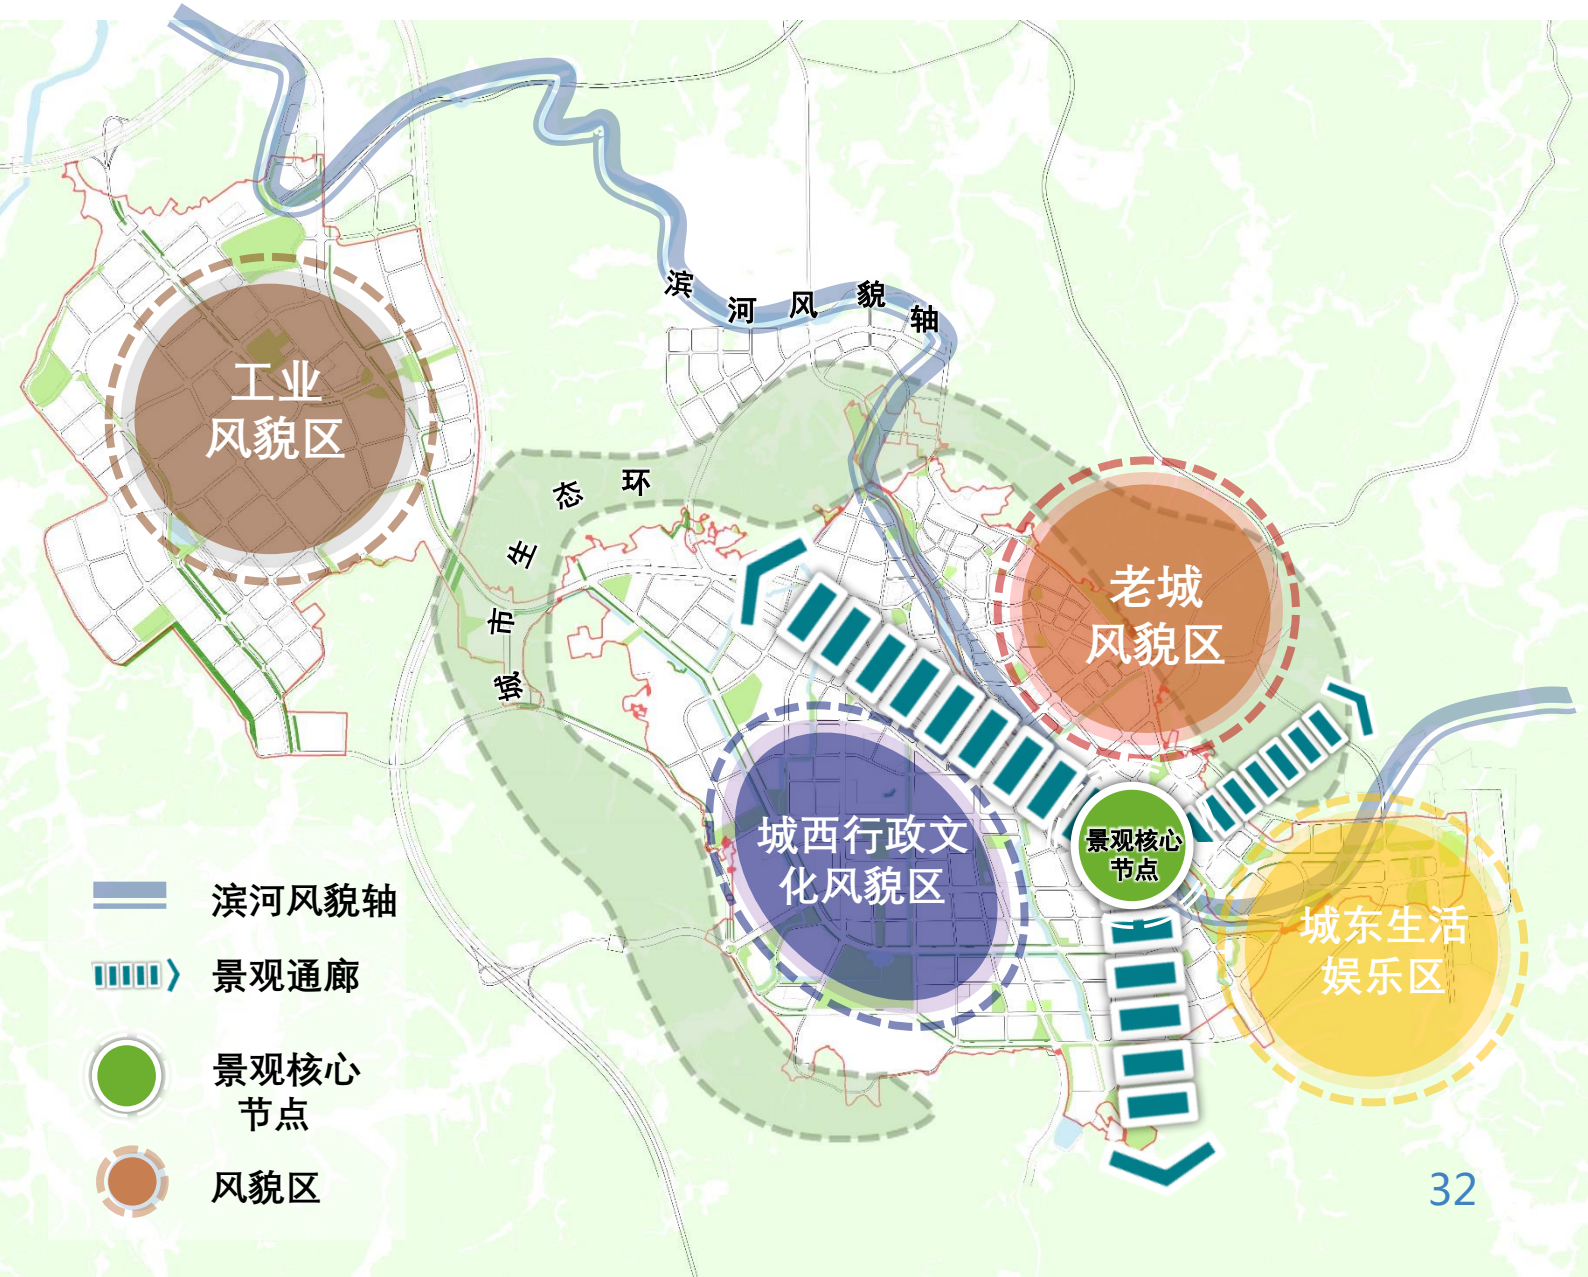 滨河风貌轴
工业
风貌区
城市生态环
老城
风貌区
城西行政文
化风貌区
景观核心
节点
城东生活
娱乐区
滨河风貌轴
景观通廊
景观核心
节点
风貌区
32